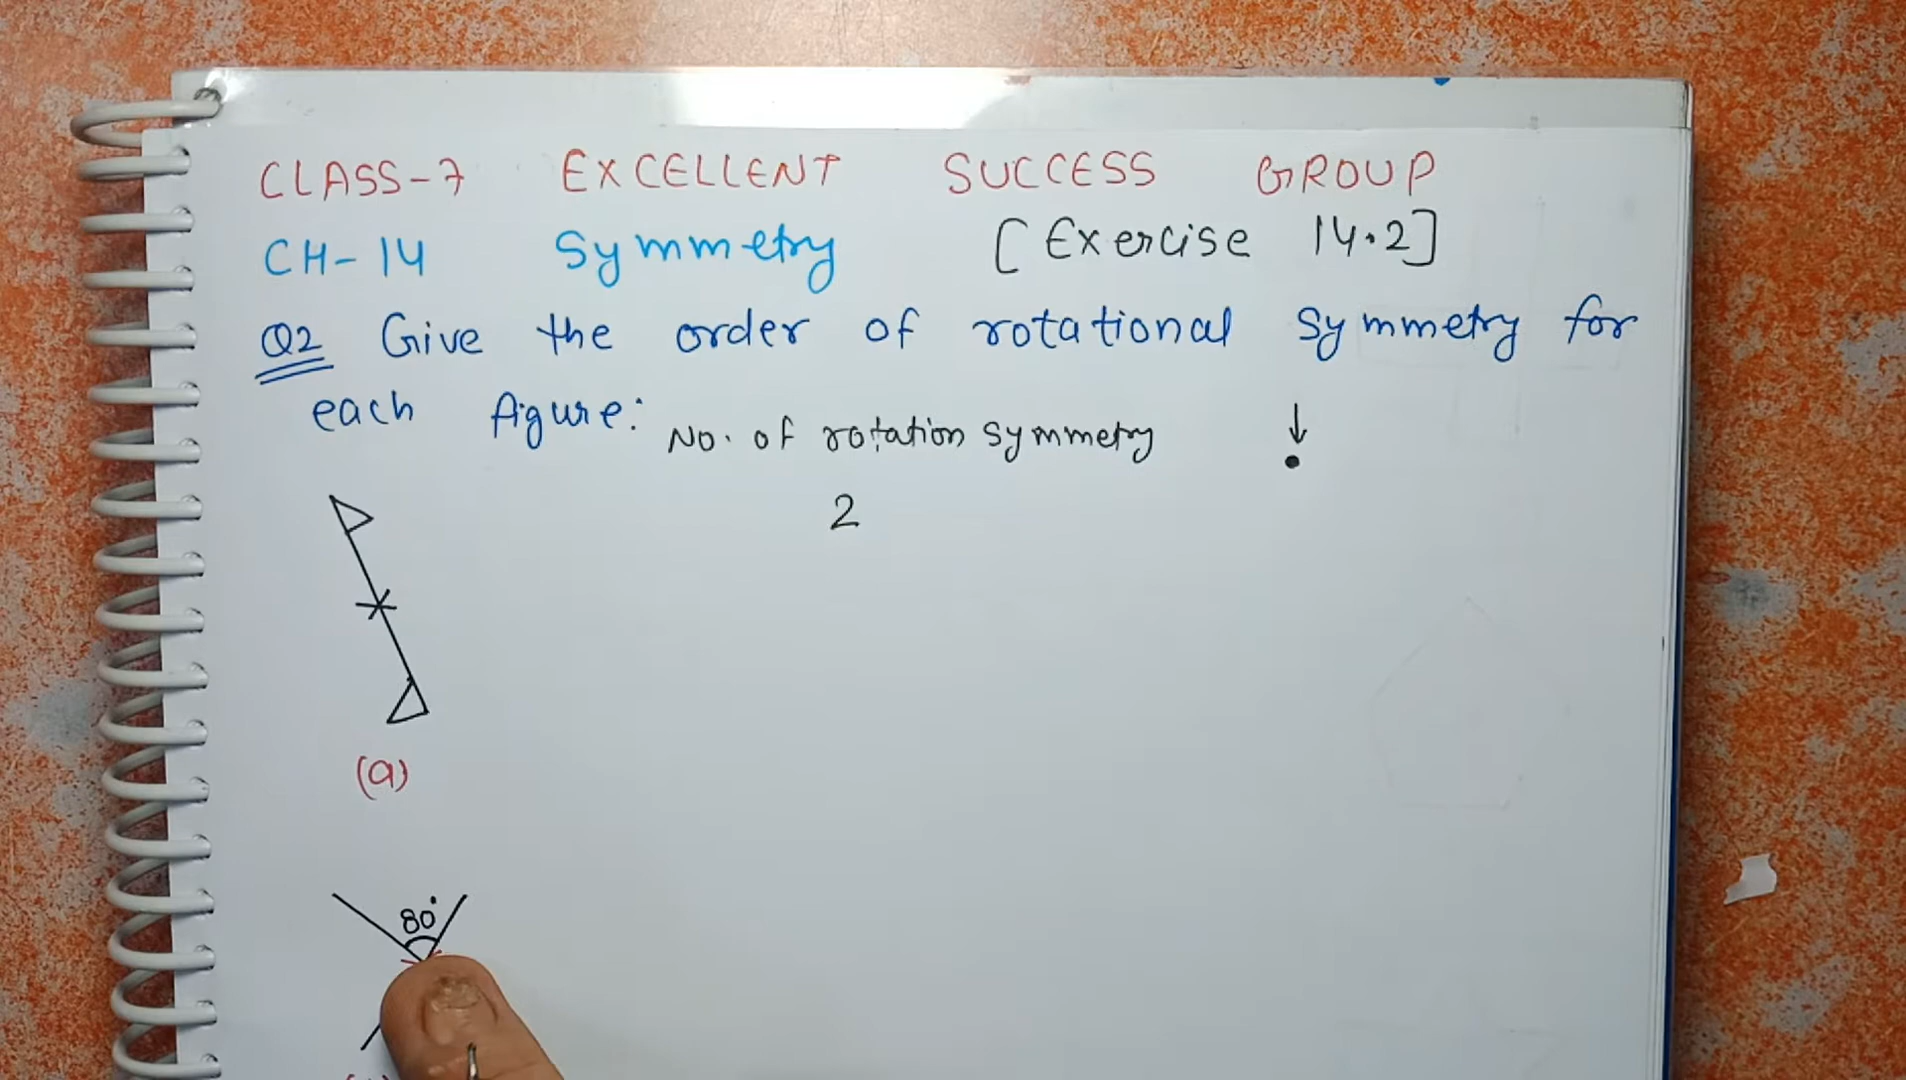 CLASS-7 EXCELLENT SUCCESS GROUP
CH-14 Symmetry [Exercise 14.2]
Q2 Give the order of rotational Symmetry for
each figure:
No. of rotation symmetry
2
(a)
80°